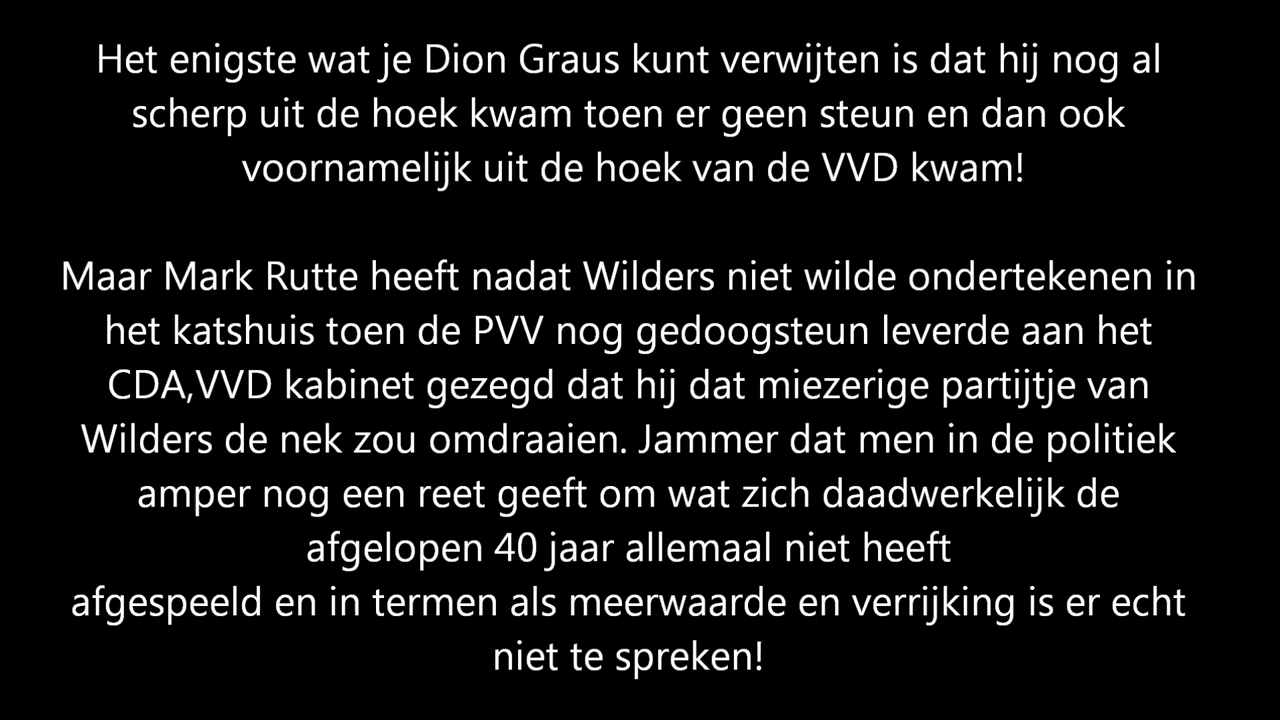 Het enigste wat je Dion Graus kunt verwijten is dat hij nog al
scherp uit de hoek kwam toen er geen steun en dan ook
voornamelijk uit de hoek van de VVD kwam!
Maar Mark Rutte heeft nadat Wilders niet wilde ondertekenen in
het katshuis toen de PVV nog gedoogsteun leverde aan het
CDA,VVD kabinet gezegd dat hij dat miezerige partijtje van
Wilders de nek zou omdraaien. Jammer dat men in de politiek
amper nog een reet geeft om wat zich daadwerkelijk de
afgelopen 40 jaar allemaal niet heeft
afgespeeld en in termen als meerwaarde en verrijking is er echt
niet te spreken!